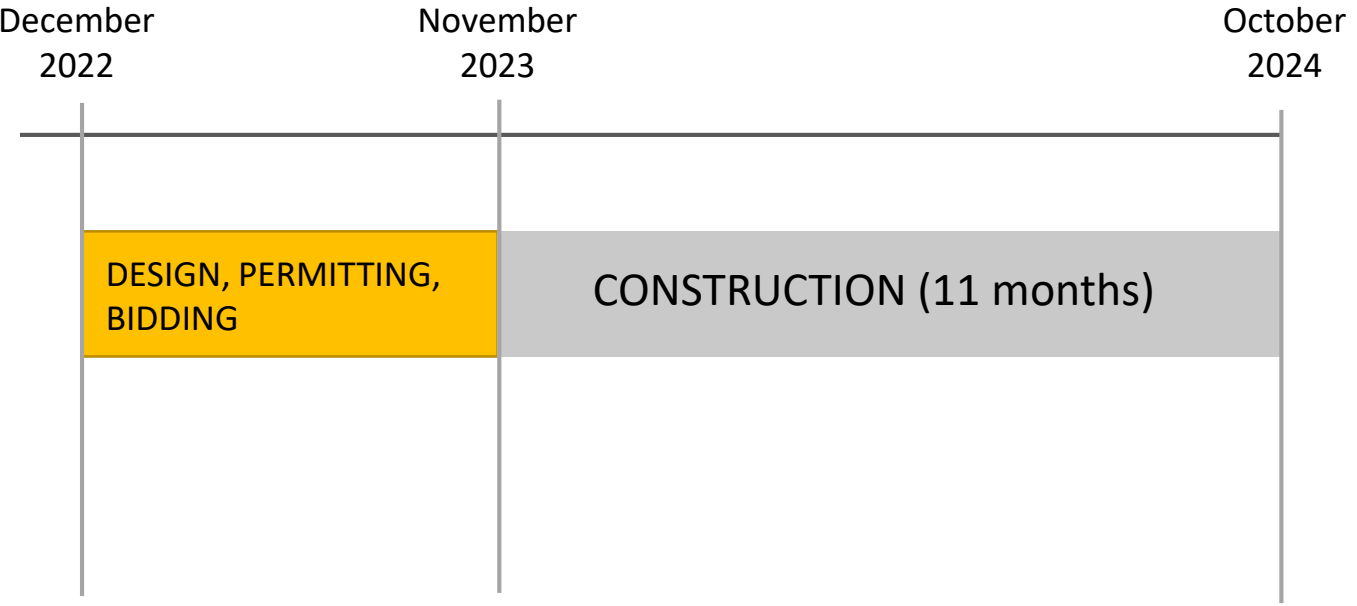 December
2022
November
2023
October
2024
DESIGN, PERMITTING,
BIDDING
CONSTRUCTION (11 months)